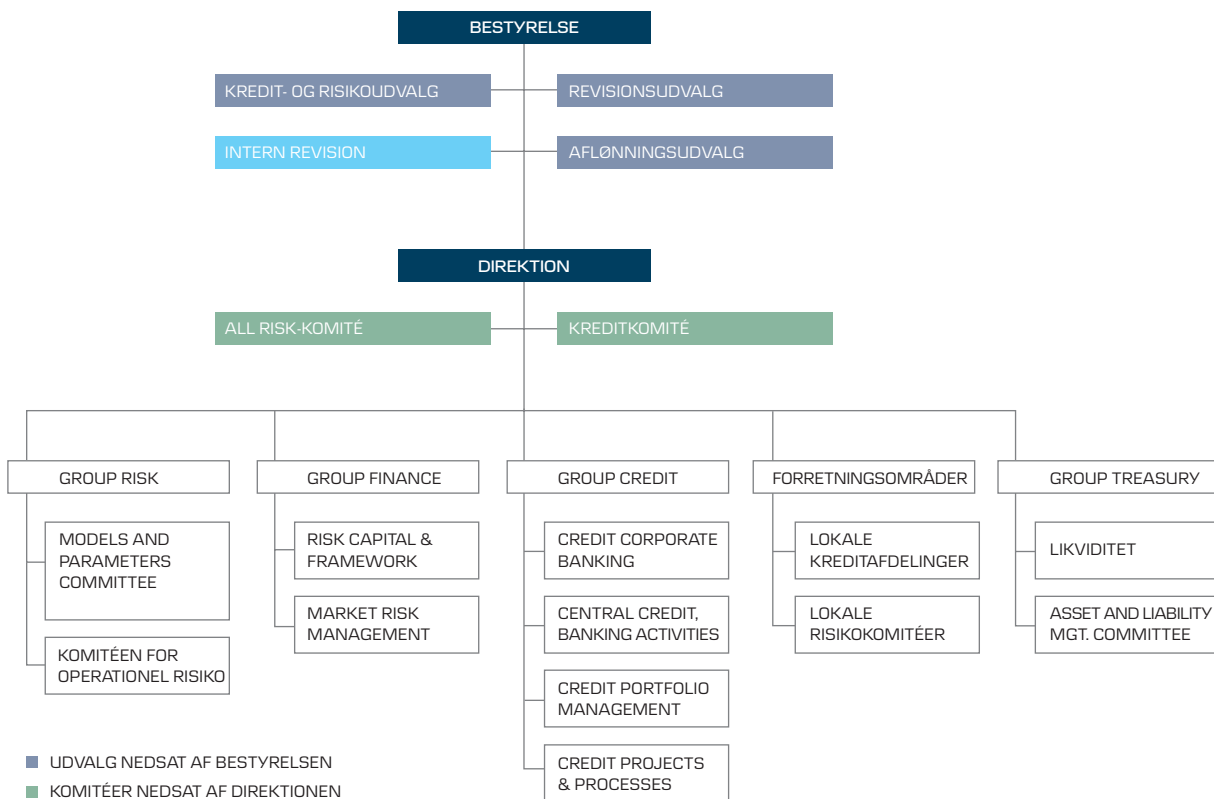 BESTYRELSE
KREDIT- OG RISIKOUDVALG
REVISIONSUDVALG
INTERN REVISION
AFLØNNINGSUDVALG
DIREKTION
ALL RISK-KOMITÉ
KREDITKOMITÉ
GROUP RISK
MODELS AND
PARAMETERS
COMMITTEE
KOMITÉEN FOR
OPERATIONEL RISIKO
GROUP FINANCE
RISK CAPITAL &
FRAMEWORK
MARKET RISK
MANAGEMENT
GROUP CREDIT
CREDIT CORPORATE
BANKING
CENTRAL CREDIT,
BANKING ACTIVITIES
CREDIT PORTFOLIO
MANAGEMENT
CREDIT PROJECTS
& PROCESSES
FORRETNINGSOMRÅDER
LOKALE
KREDITAFDELINGER
LOKALE
RISIKOKOMITÉER
GROUP TREASURY
LIKVIDITET
ASSET AND LIABILITY
MGT. COMMITTEE
UDVALG NEDSAT AF BESTYRELSEN
KOMITÉER NEDSAT AF DIREKTIONEN